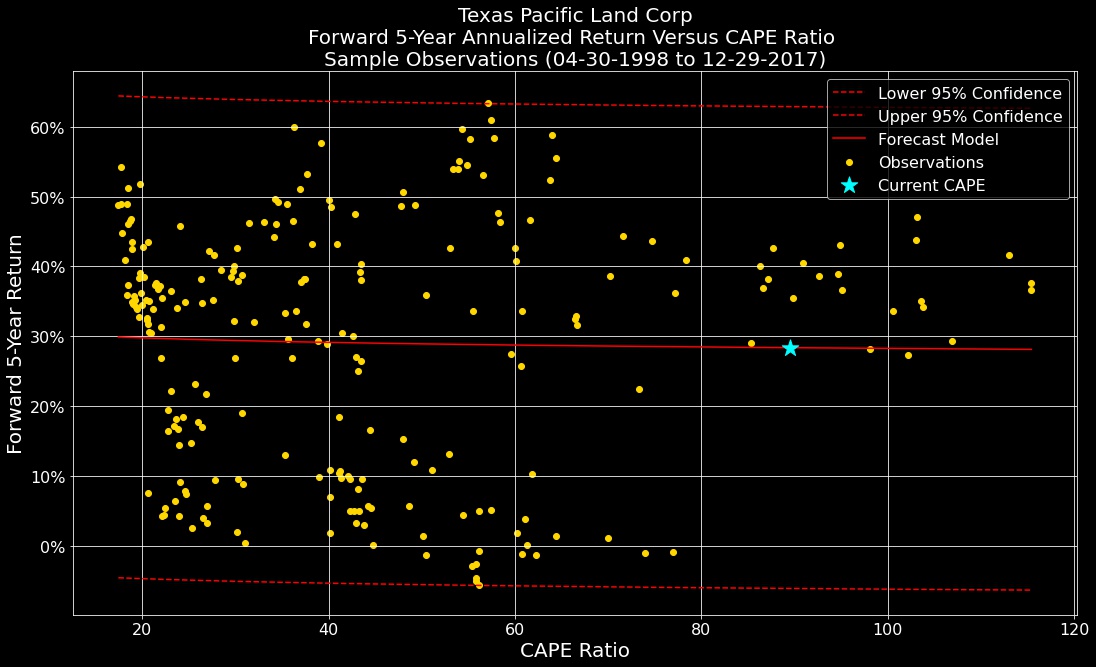 Texas Pacific Land Corp
Forward 5-Year Annualized Return Versus CAPE Ratio
Sample Observations (04-30-1998 to 12-29-2017)
Lower 95% Confidence
Upper 95% Confidence
Forecast Model
Observations
Current CAPE
Forward 5-Year Return
60%
50%
40%
30%
20%
10%
0%
20
40
60
80
100
120
CAPE Ratio